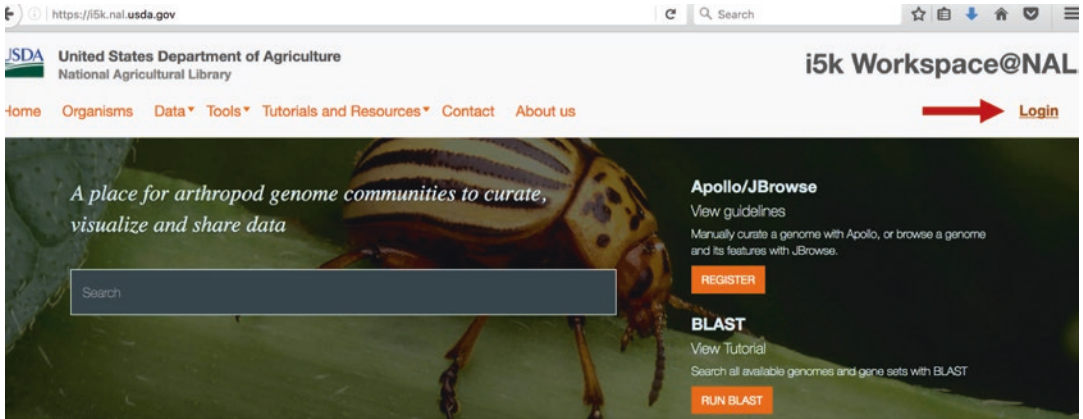 https://i5k.nal.usda.gov
Search
USDA United States Department of Agriculture
National Agricultural Library
i5k Workspace@NAL
Home Organisms Data Tools Tutorials and Resources Contact About us
Login
A place for arthropod genome communities to curate,
visualize and share data
Search
Apollo/JBrowse
View guidelines
Manually curate a genome with Apollo, or browse a genome
and its features with JBrowse.
REGISTER
BLAST
View Tutorial
Search all available genomes and gene sets with BLAST
RUN BLAST